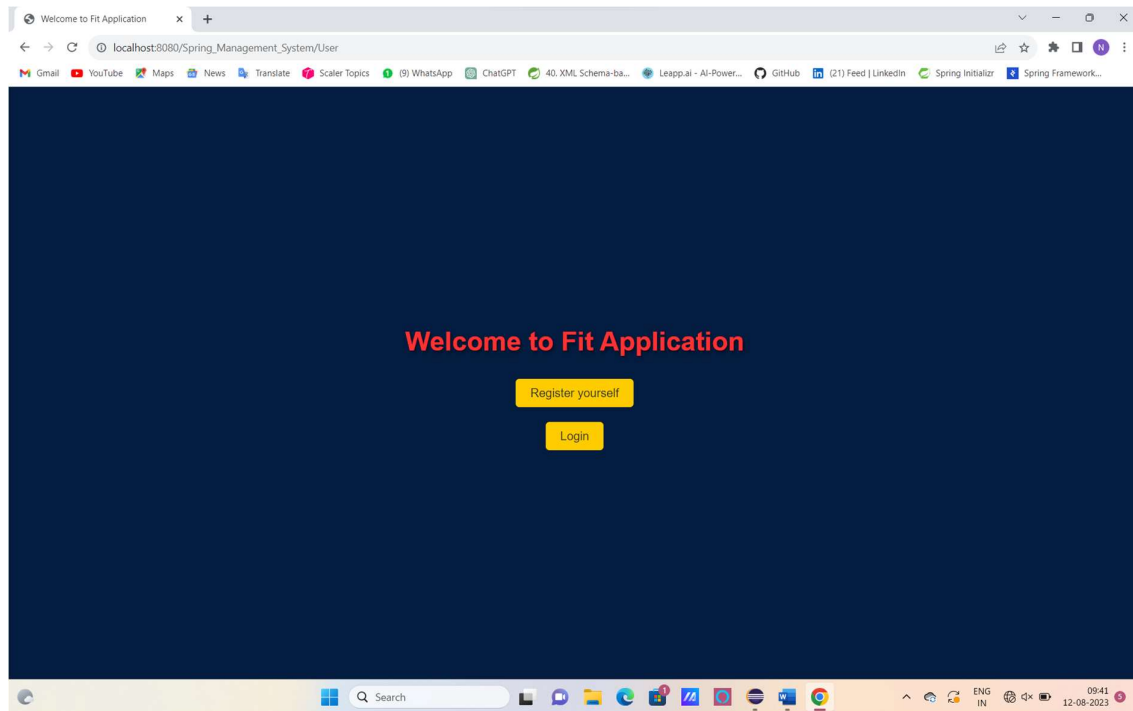 Welcome to Fit Application
localhost:8080/Spring_Management_System/User
N
Gmail YouTube Maps News Translate Scaler Topics (9) WhatsApp ChatGPT 40. XML Schema-ba... Leapp.ai - AI-Power... GitHub (21) Feed | LinkedIn Spring Initializr Spring Framework...
Welcome to Fit Application
Register yourself
Login
Search
ENG
IN
09:41
12-08-2023
5